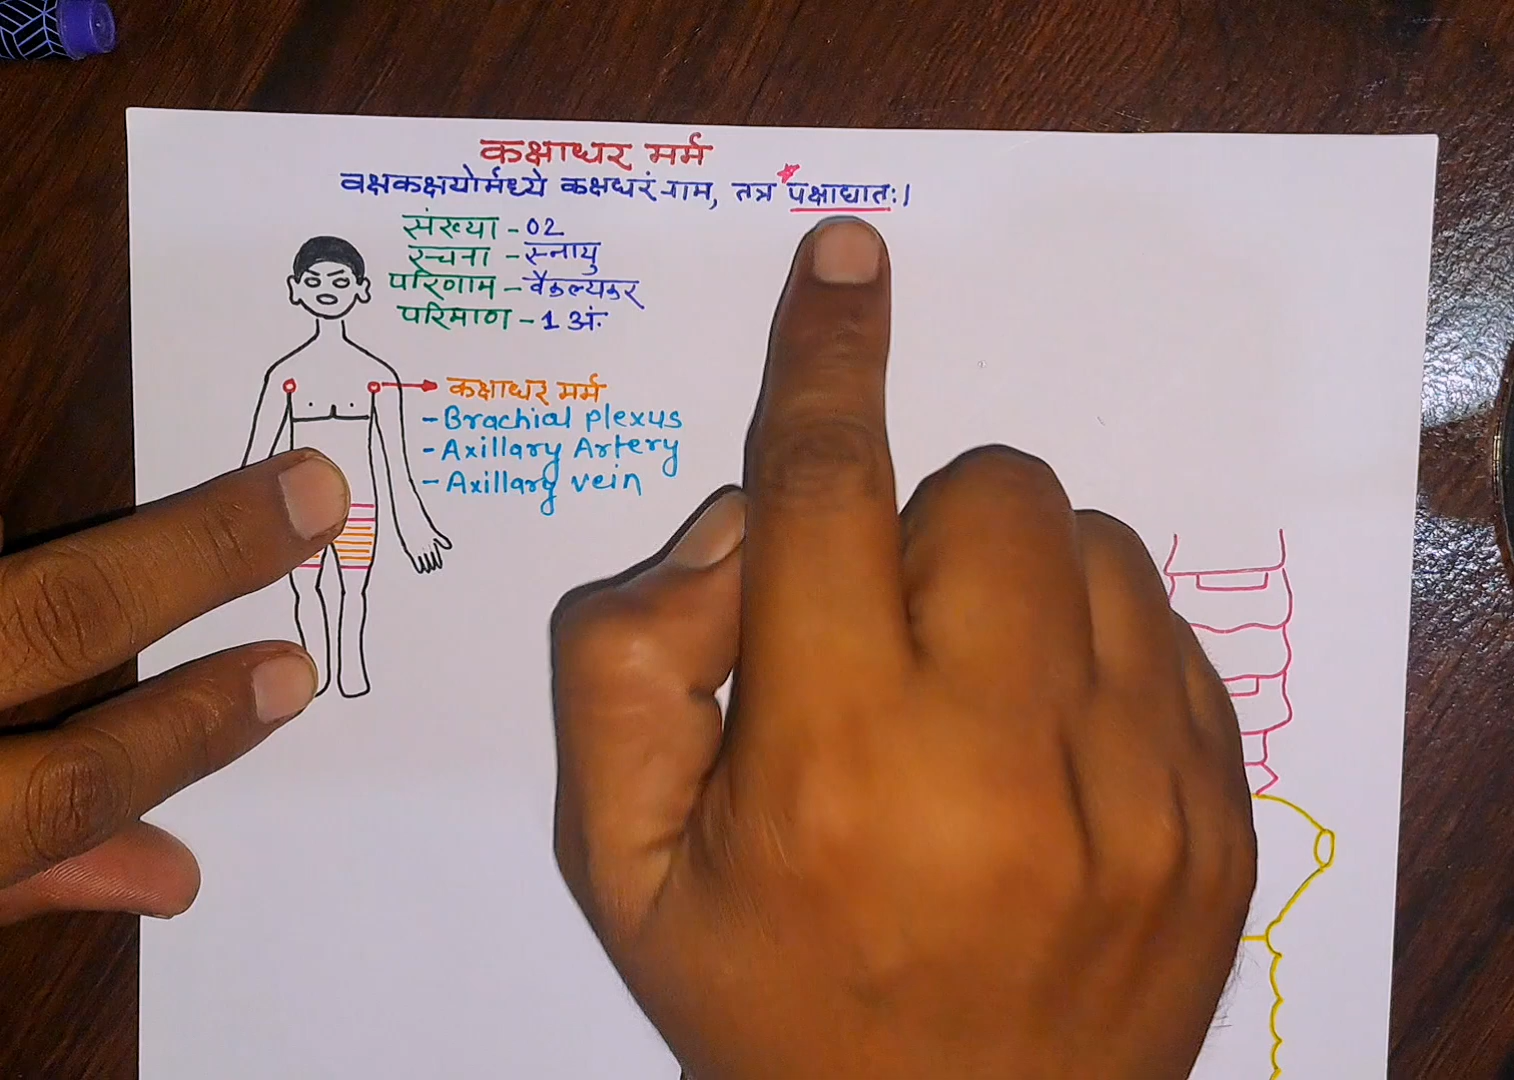 कक्षाधर मर्म
वक्षकक्षयोर्मध्ये कक्षधरं नाम, तत्र पक्षाघातः।
संख्या - 02
रचना - स्नायु
परिणाम - वैकल्यकर
परिमाण - 1 अं.
कक्षाधर मर्म
- Brachial plexus
- Axillary Artery
- Axillary vein